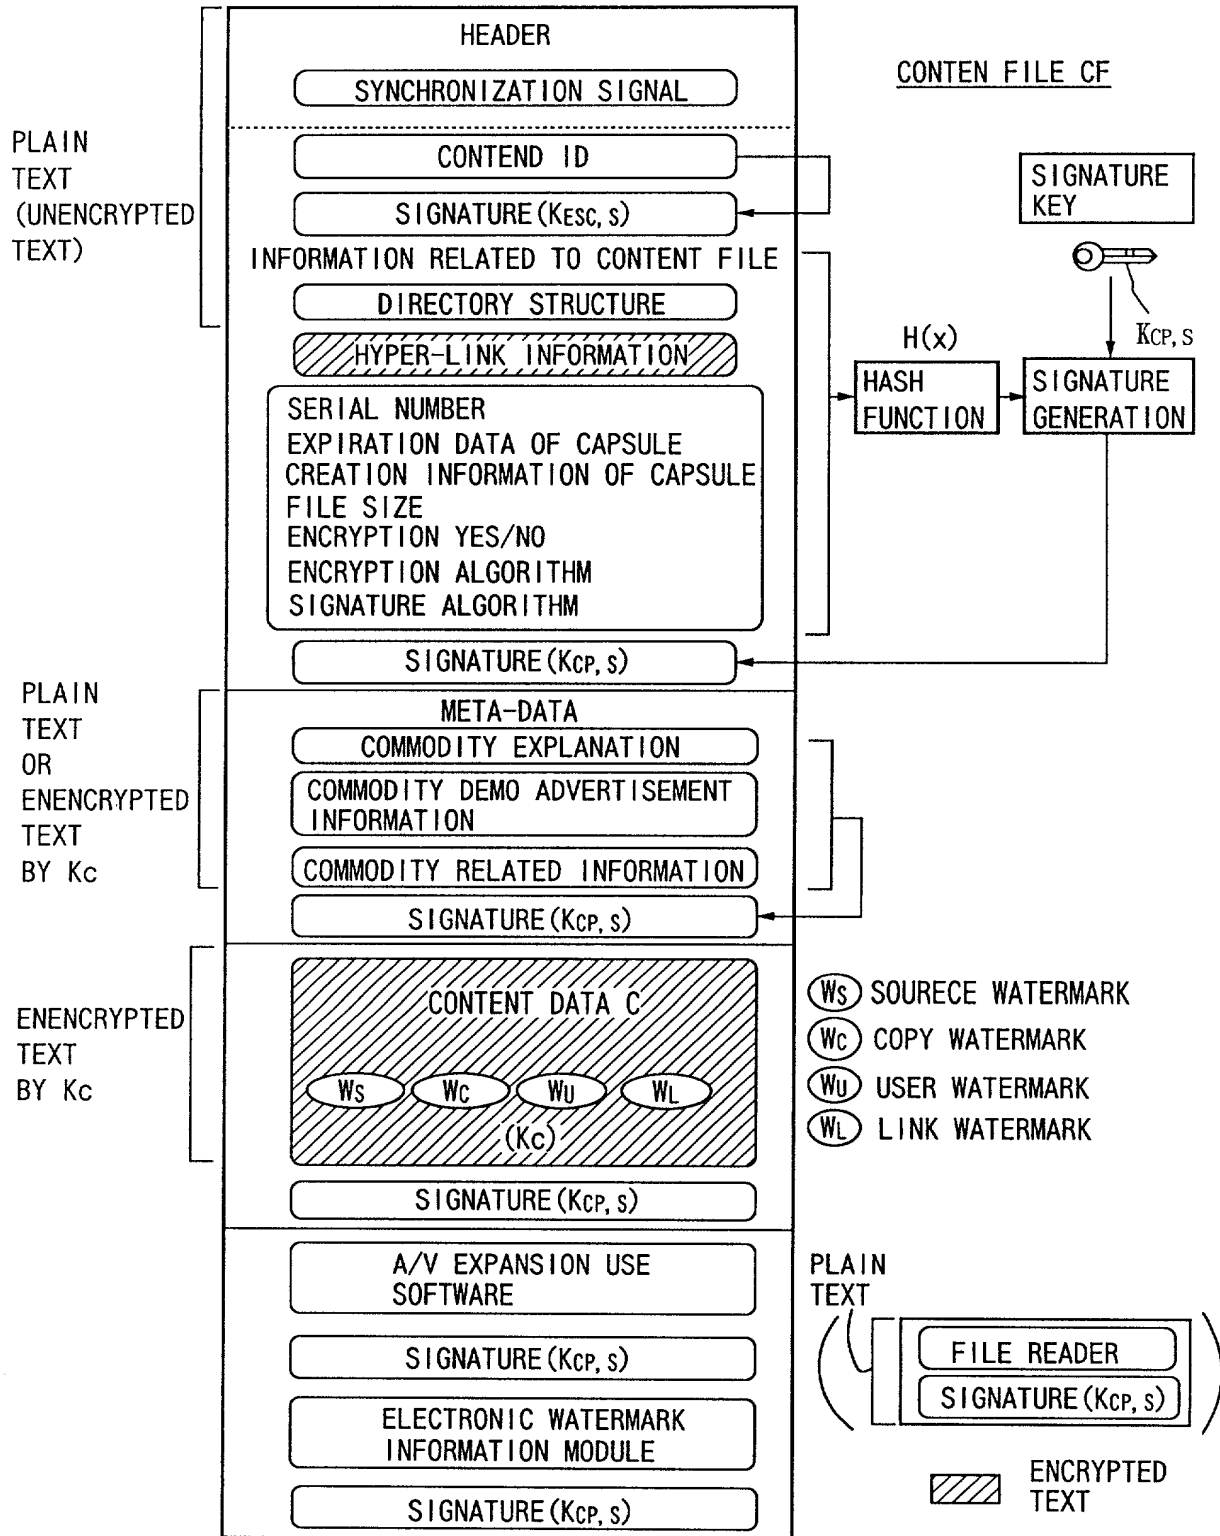 HEADER
CONTEN FILE CF
SYNCHRONIZATION SIGNAL
PLAIN
TEXT
(UNENCRYPTED
TEXT)
CONTEND ID
SIGNATURE(KESC, S)
INFORMATION RELATED TO CONTENT FILE
DIRECTORY STRUCTURE
HYPER-LINK INFORMATION
SERIAL NUMBER
EXPIRATION DATA OF CAPSULE
CREATION INFORMATION OF CAPSULE
FILE SIZE
ENCRYPTION YES/NO
ENCRYPTION ALGORITHM
SIGNATURE ALGORITHM
SIGNATURE(KCP, S)
SIGNATURE
KEY
KCP, S
H(x)
HASH
FUNCTION
SIGNATURE
GENERATION
PLAIN
TEXT
OR
ENENCRYPTED
TEXT
BY Kc
META-DATA
COMMODITY EXPLANATION
COMMODITY DEMO ADVERTISEMENT
INFORMATION
COMMODITY RELATED INFORMATION
SIGNATURE(KCP, S)
ENENCRYPTED
TEXT
BY Kc
CONTENT DATA C
WS WC WU WL
(Kc)
SIGNATURE(KCP, S)
WS SOURECE WATERMARK
WC COPY WATERMARK
WU USER WATERMARK
WL LINK WATERMARK
A/V EXPANSION USE
SOFTWARE
SIGNATURE(KCP, S)
ELECTRONIC WATERMARK
INFORMATION MODULE
SIGNATURE(KCP, S)
PLAIN
TEXT
FILE READER
SIGNATURE(KCP, S)
ENCRYPTED
TEXT